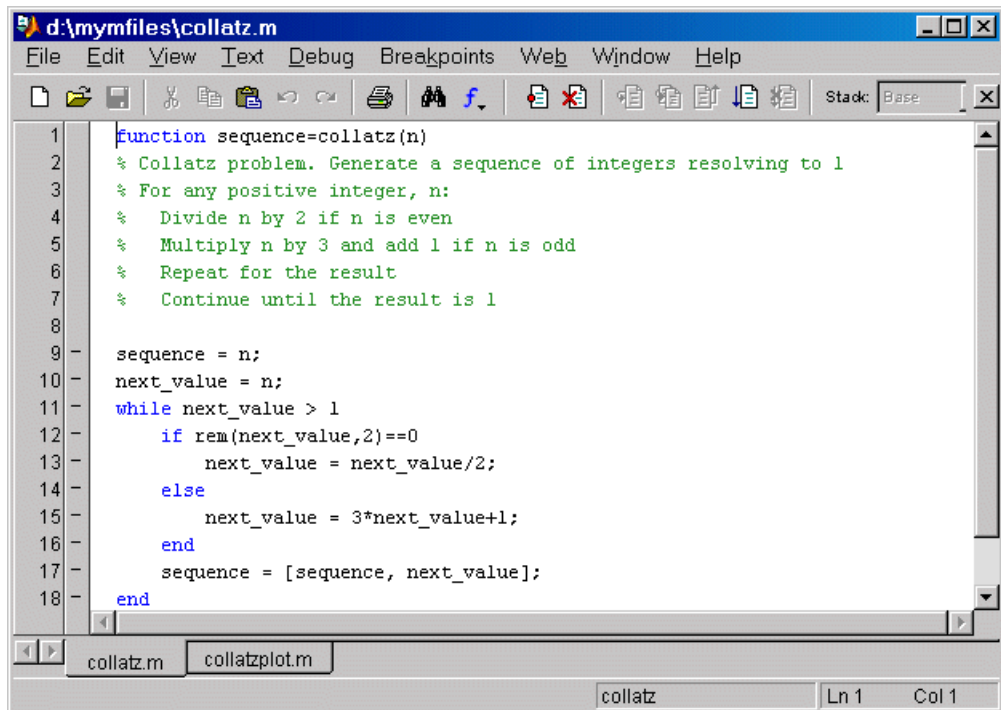 d:\mymfiles\collatz.m
File Edit View Text Debug Breakpoints Web Window Help
Stack: Base
1 function sequence=collatz(n)
2 % Collatz problem. Generate a sequence of integers resolving to 1
3 % For any positive integer, n:
4 %   Divide n by 2 if n is even
5 %   Multiply n by 3 and add 1 if n is odd
6 %   Repeat for the result
7 %   Continue until the result is 1
8
9 - sequence = n;
10 - next_value = n;
11 - while next_value > 1
12 -     if rem(next_value,2)==0
13 -         next_value = next_value/2;
14 -     else
15 -         next_value = 3*next_value+1;
16 -     end
17 -     sequence = [sequence, next_value];
18 - end
collatz.m collatzplot.m
collatz Ln 1 Col 1